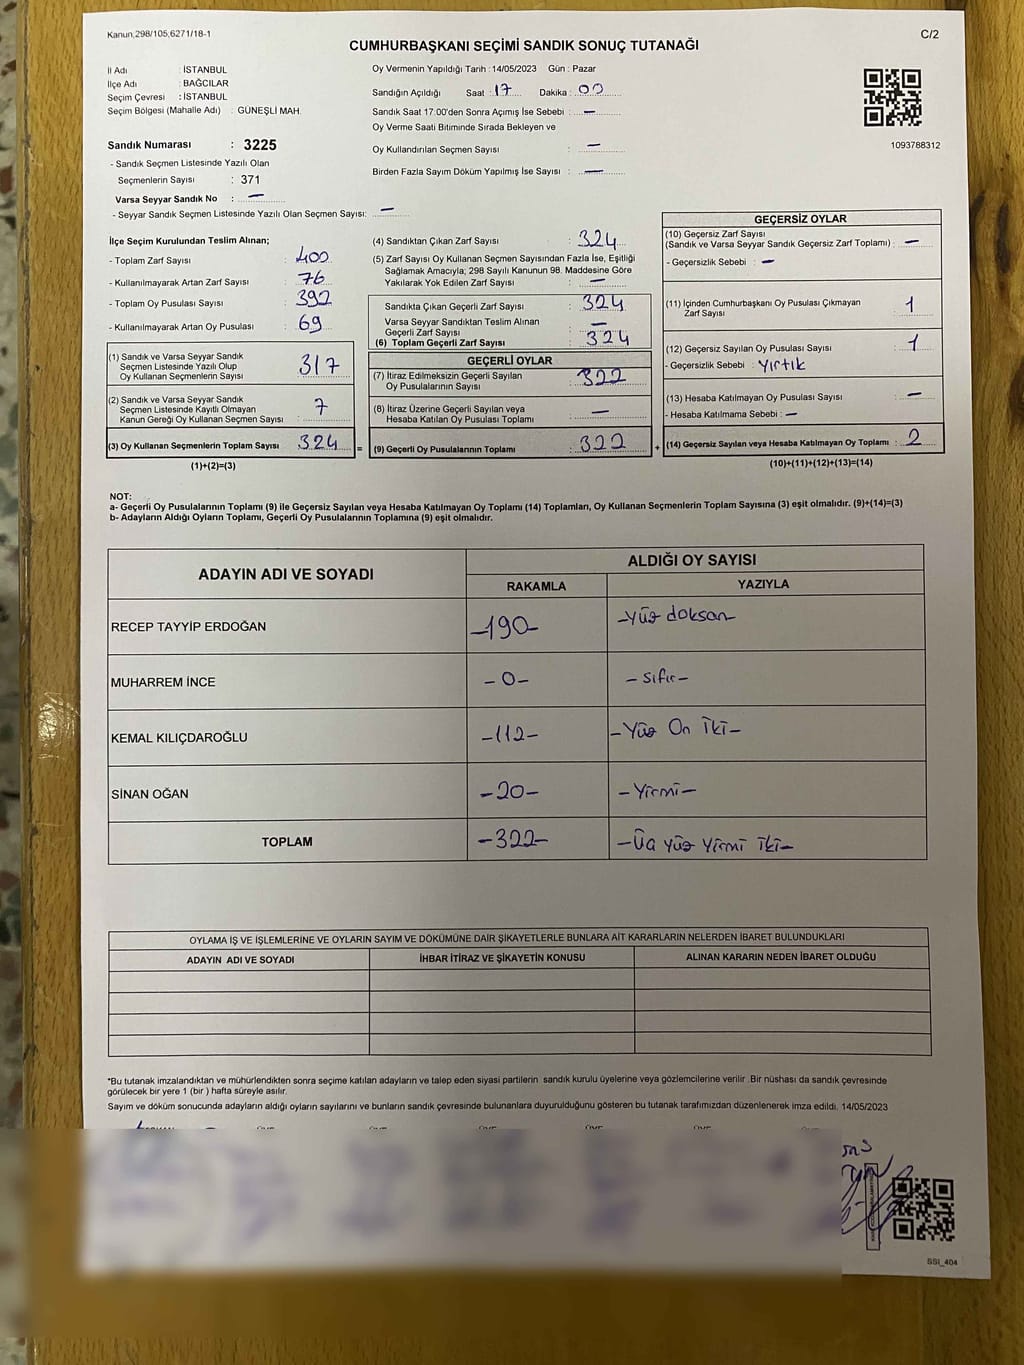 Kanun,298/105,6271/18-1
C/2
CUMHURBAŞKANI SEÇİMİ SANDIK SONUÇ TUTANAĞI
İl Adı : İSTANBUL
İlçe Adı : BAĞCILAR
Seçim Çevresi : İSTANBUL
Seçim Bölgesi (Mahalle Adı) : GÜNEŞLİ MAH.
Sandık Numarası : 3225
- Sandık Seçmen Listesinde Yazılı Olan
Seçmenlerin Sayısı : 371
Varsa Seyyar Sandık No : —
- Seyyar Sandık Seçmen Listesinde Yazılı Olan Seçmen Sayısı: —
Oy Vermenin Yapıldığı Tarih : 14/05/2023 Gün : Pazar
Sandığın Açıldığı Saat : 17 Dakika : 00
Sandık Saat 17:00'den Sonra Açımış İse Sebebi : —
Oy Verme Saati Bitiminde Sırada Bekleyen ve
Oy Kullandırılan Seçmen Sayısı : —
Birden Fazla Sayım Döküm Yapılmış İse Sayısı : —
1093788312
İlçe Seçim Kurulundan Teslim Alınan;
- Toplam Zarf Sayısı : 400
- Kullanılmayarak Artan Zarf Sayısı : 76
- Toplam Oy Pusulası Sayısı : 392
- Kullanılmayarak Artan Oy Pusulası : 69
(1) Sandık ve Varsa Seyyar Sandık
Seçmen Listesinde Yazılı Olup
Oy Kullanan Seçmenlerin Sayısı : 317
(2) Sandık ve Varsa Seyyar Sandık
Seçmen Listesinde Kayıtlı Olmayan
Kanun Gereği Oy Kullanan Seçmen Sayısı : 7
(3) Oy Kullanan Seçmenlerin Toplam Sayısı : 324
(1)+(2)=(3)
(4) Sandıktan Çıkan Zarf Sayısı : 324
(5) Zarf Sayısı Oy Kullanan Seçmen Sayısından Fazla İse, Eşitliği
Sağlamak Amacıyla; 298 Sayılı Kanunun 98. Maddesine Göre
Yakılarak Yok Edilen Zarf Sayısı : —
Sandıkta Çıkan Geçerli Zarf Sayısı : 324
Varsa Seyyar Sandıktan Teslim Alınan
Geçerli Zarf Sayısı : —
(6) Toplam Geçerli Zarf Sayısı : 324
GEÇERLİ OYLAR
(7) İtiraz Edilmeksizin Geçerli Sayılan
Oy Pusulalarının Sayısı : 322
(8) İtiraz Üzerine Geçerli Sayılan veya
Hesaba Katılan Oy Pusulası Toplamı : —
= (9) Geçerli Oy Pusulalarının Toplamı : 322
GEÇERSİZ OYLAR
(10) Geçersiz Zarf Sayısı
(Sandık ve Varsa Seyyar Sandık Geçersiz Zarf Toplamı) : —
- Geçersizlik Sebebi : —
(11) İçinden Cumhurbaşkanı Oy Pusulası Çıkmayan
Zarf Sayısı : 1
(12) Geçersiz Sayılan Oy Pusulası Sayısı : 1
- Geçersizlik Sebebi : Yırtık
(13) Hesaba Katılmayan Oy Pusulası Sayısı : —
- Hesaba Katılmama Sebebi : —
+ (14) Geçersiz Sayılan veya Hesaba Katılmayan Oy Toplamı : 2
(10)+(11)+(12)+(13)=(14)
NOT:
a- Geçerli Oy Pusulalarının Toplamı (9) ile Geçersiz Sayılan veya Hesaba Katılmayan Oy Toplamı (14) Toplamları, Oy Kullanan Seçmenlerin Toplam Sayısına (3) eşit olmalıdır. (9)+(14)=(3)
b- Adayların Aldığı Oyların Toplamı, Geçerli Oy Pusulalarının Toplamına (9) eşit olmalıdır.
ADAYIN ADI VE SOYADI
ALDIĞI OY SAYISI
RAKAMLA YAZIYLA
RECEP TAYYİP ERDOĞAN -190- -Yüz doksan-
MUHARREM İNCE -0- -Sıfır-
KEMAL KILIÇDAROĞLU -112- -Yüz On İki-
SİNAN OĞAN -20- -Yirmi-
TOPLAM -322- -Üç yüz Yirmi İki-
OYLAMA İŞ VE İŞLEMLERİNE VE OYLARIN SAYIM VE DÖKÜMÜNE DAİR ŞİKAYETLERLE BUNLARA AİT KARARLARIN NELERDEN İBARET BULUNDUKLARI
ADAYIN ADI VE SOYADI İHBAR İTİRAZ VE ŞİKAYETİN KONUSU ALINAN KARARIN NEDEN İBARET OLDUĞU
*Bu tutanak imzalandıktan ve mühürlendikten sonra seçime katılan adayların ve talep eden siyasi partilerin sandık kurulu üyelerine veya gözlemcilerine verilir .Bir nüshası da sandık çevresinde
görülecek bir yere 1 (bir ) hafta süreyle asılır.
Sayım ve döküm sonucunda adayların aldığı oyların sayılarını ve bunların sandık çevresinde bulunanlara duyurulduğunu gösteren bu tutanak tarafımızdan düzenlenerek imza edildi. 14/05/2023
SSI_404